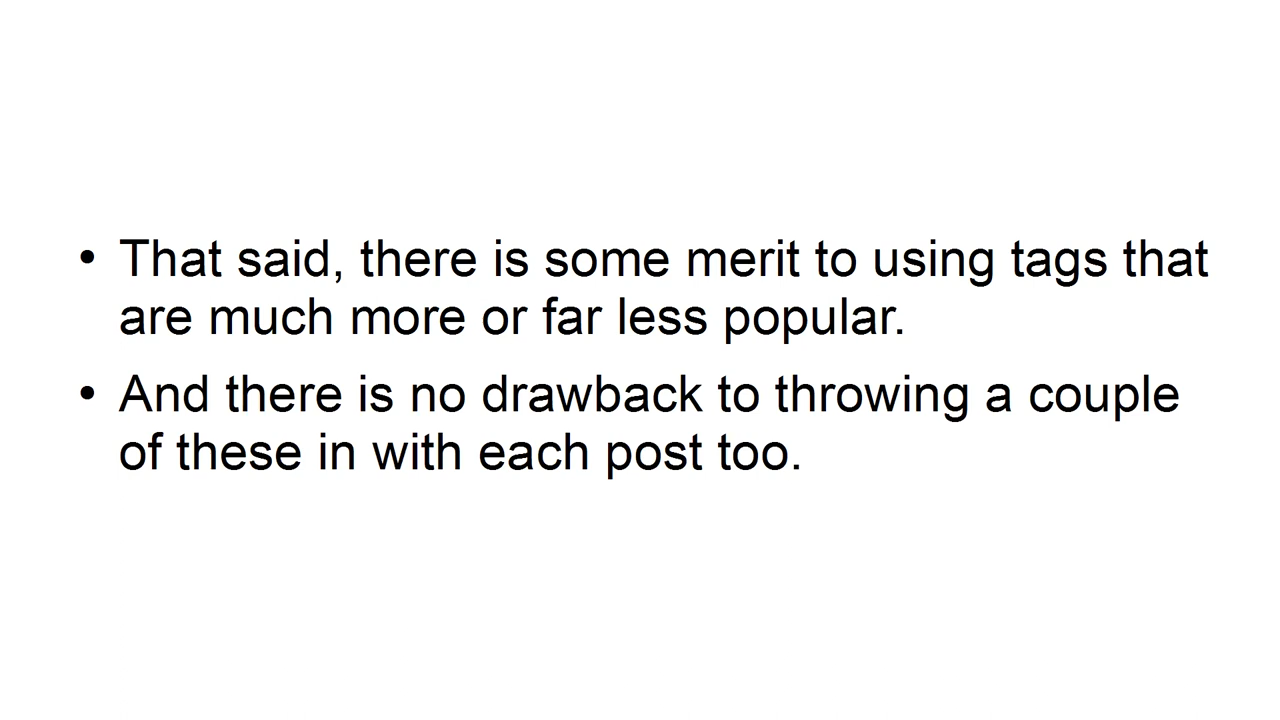 • That said, there is some merit to using tags that
are much more or far less popular.
• And there is no drawback to throwing a couple
of these in with each post too.